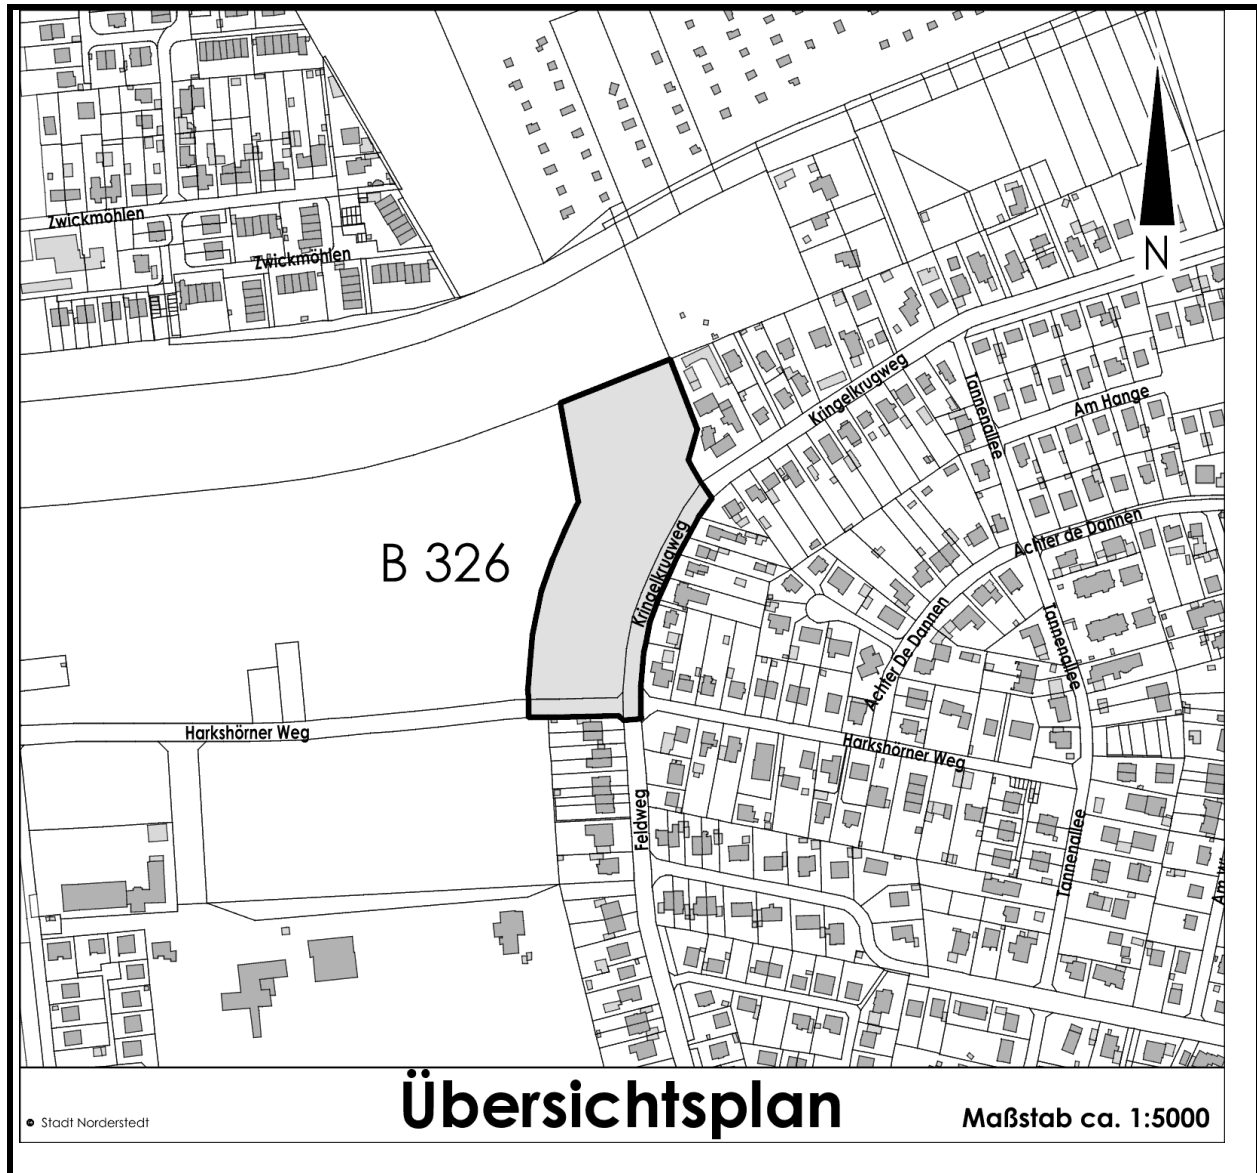 Zwickmöhlen
Zwickmöhlen
N
Kringelkrugweg
Tannenallee
Am Hange
Achter de Dannen
B 326
Kringelkrugweg
Achter De Dannen
Tannenallee
Harkshörner Weg
Harkshörner Weg
Feldweg
Tannenallee
Übersichtsplan
© Stadt Norderstedt
Maßstab ca. 1:5000